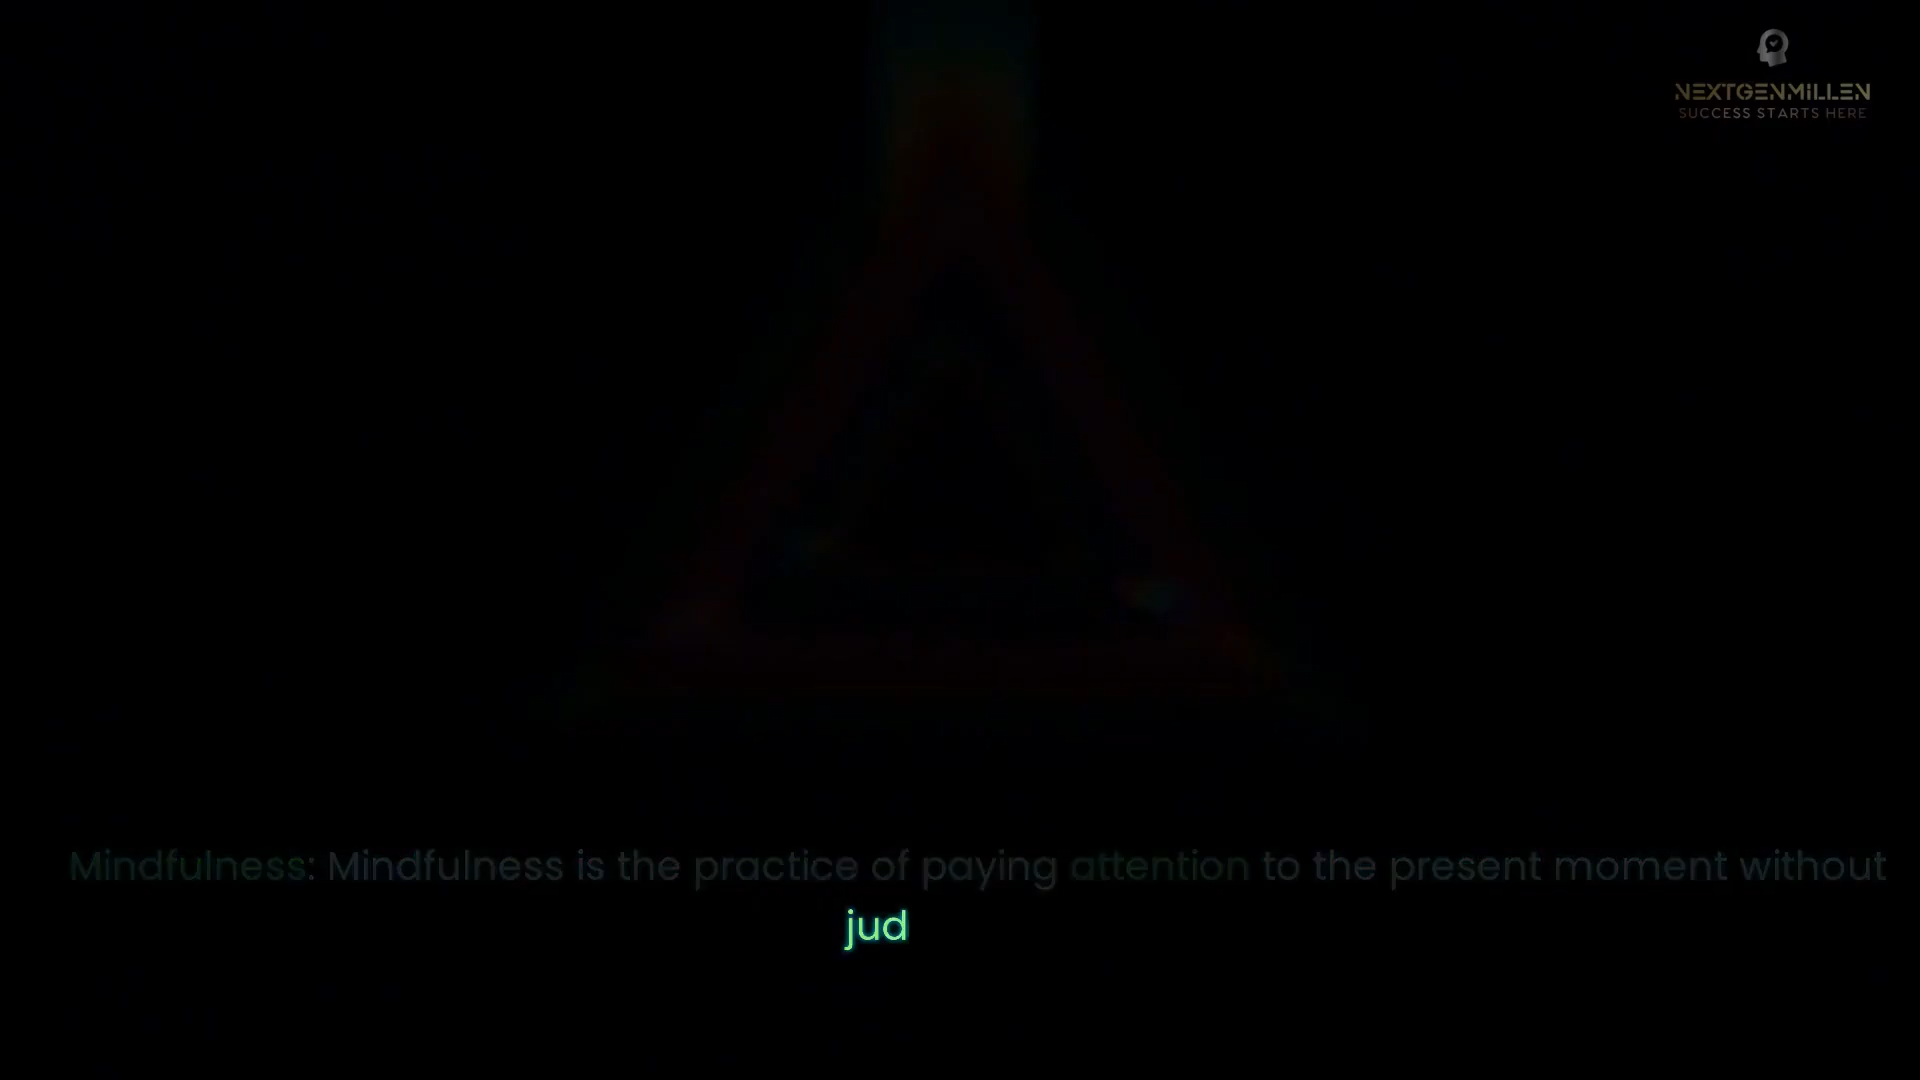 NEXTGENMILLEN
SUCCESS STARTS HERE
Mindfulness: Mindfulness is the practice of paying attention to the present moment without
jud